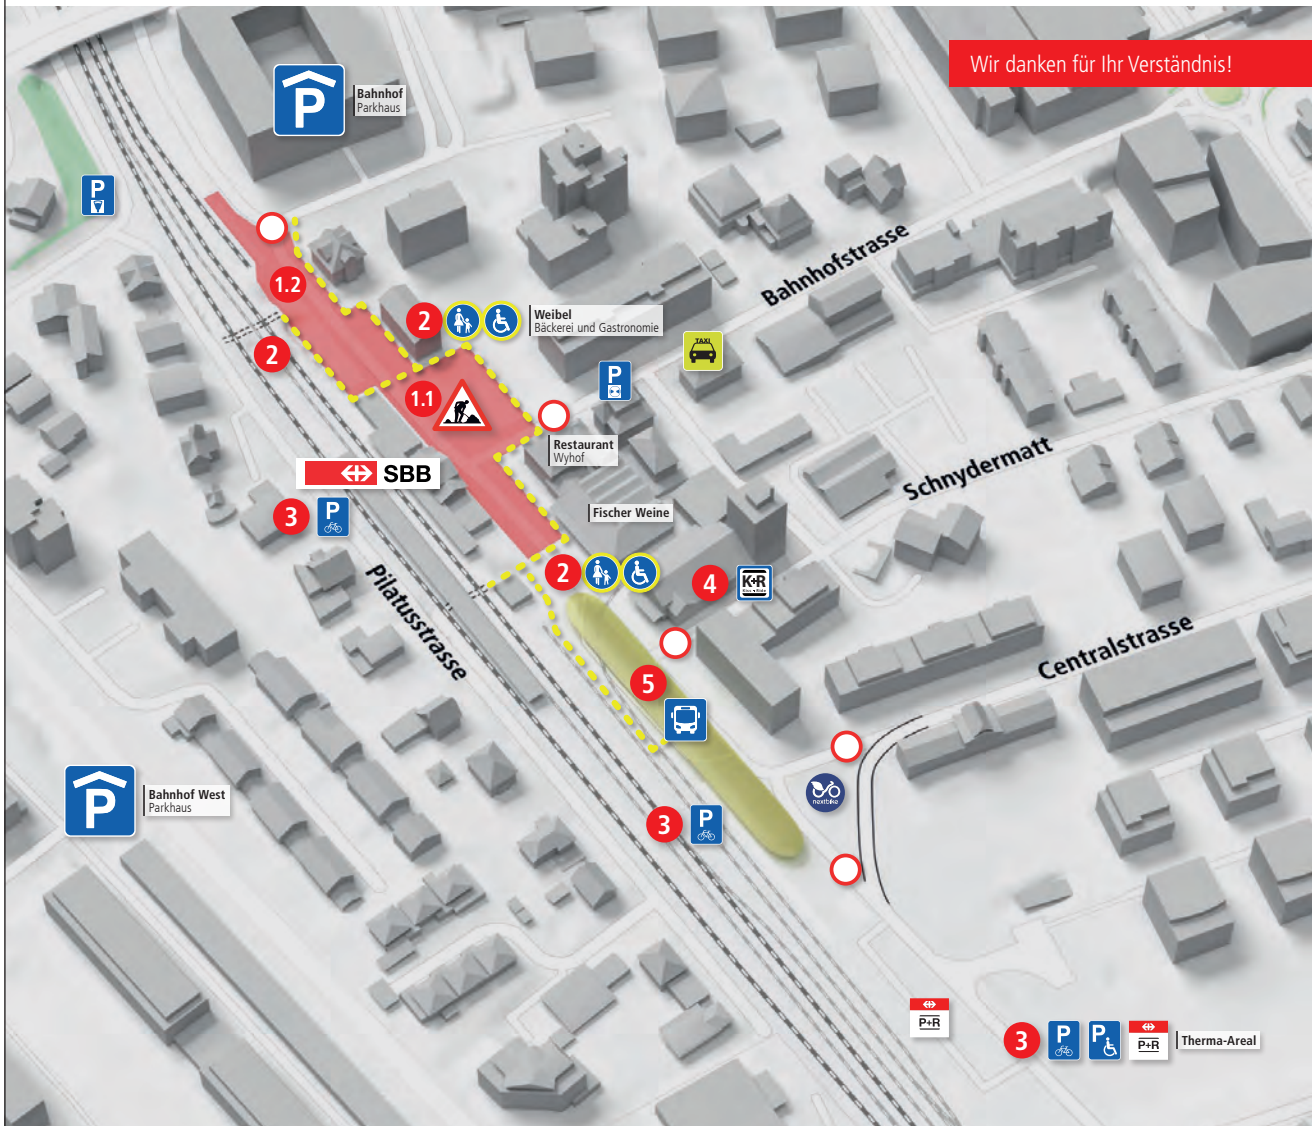 Wir danken für Ihr Verständnis!
P
Bahnhof
Parkhaus
P
1.2
2
2
Weibel
Bäckerei und Gastronomie
Bahnhofstrasse
TAXI
P
1.1
Restaurant
Wyhof
SBB
3
P
Fischer Weine
Schnydermatt
2
4
K+R
Kiss + Ride
Pilatusstrasse
Centralstrasse
5
P
Bahnhof West
Parkhaus
nextbike
3
P
P+R
3
P
P
P+R
Therma-Areal